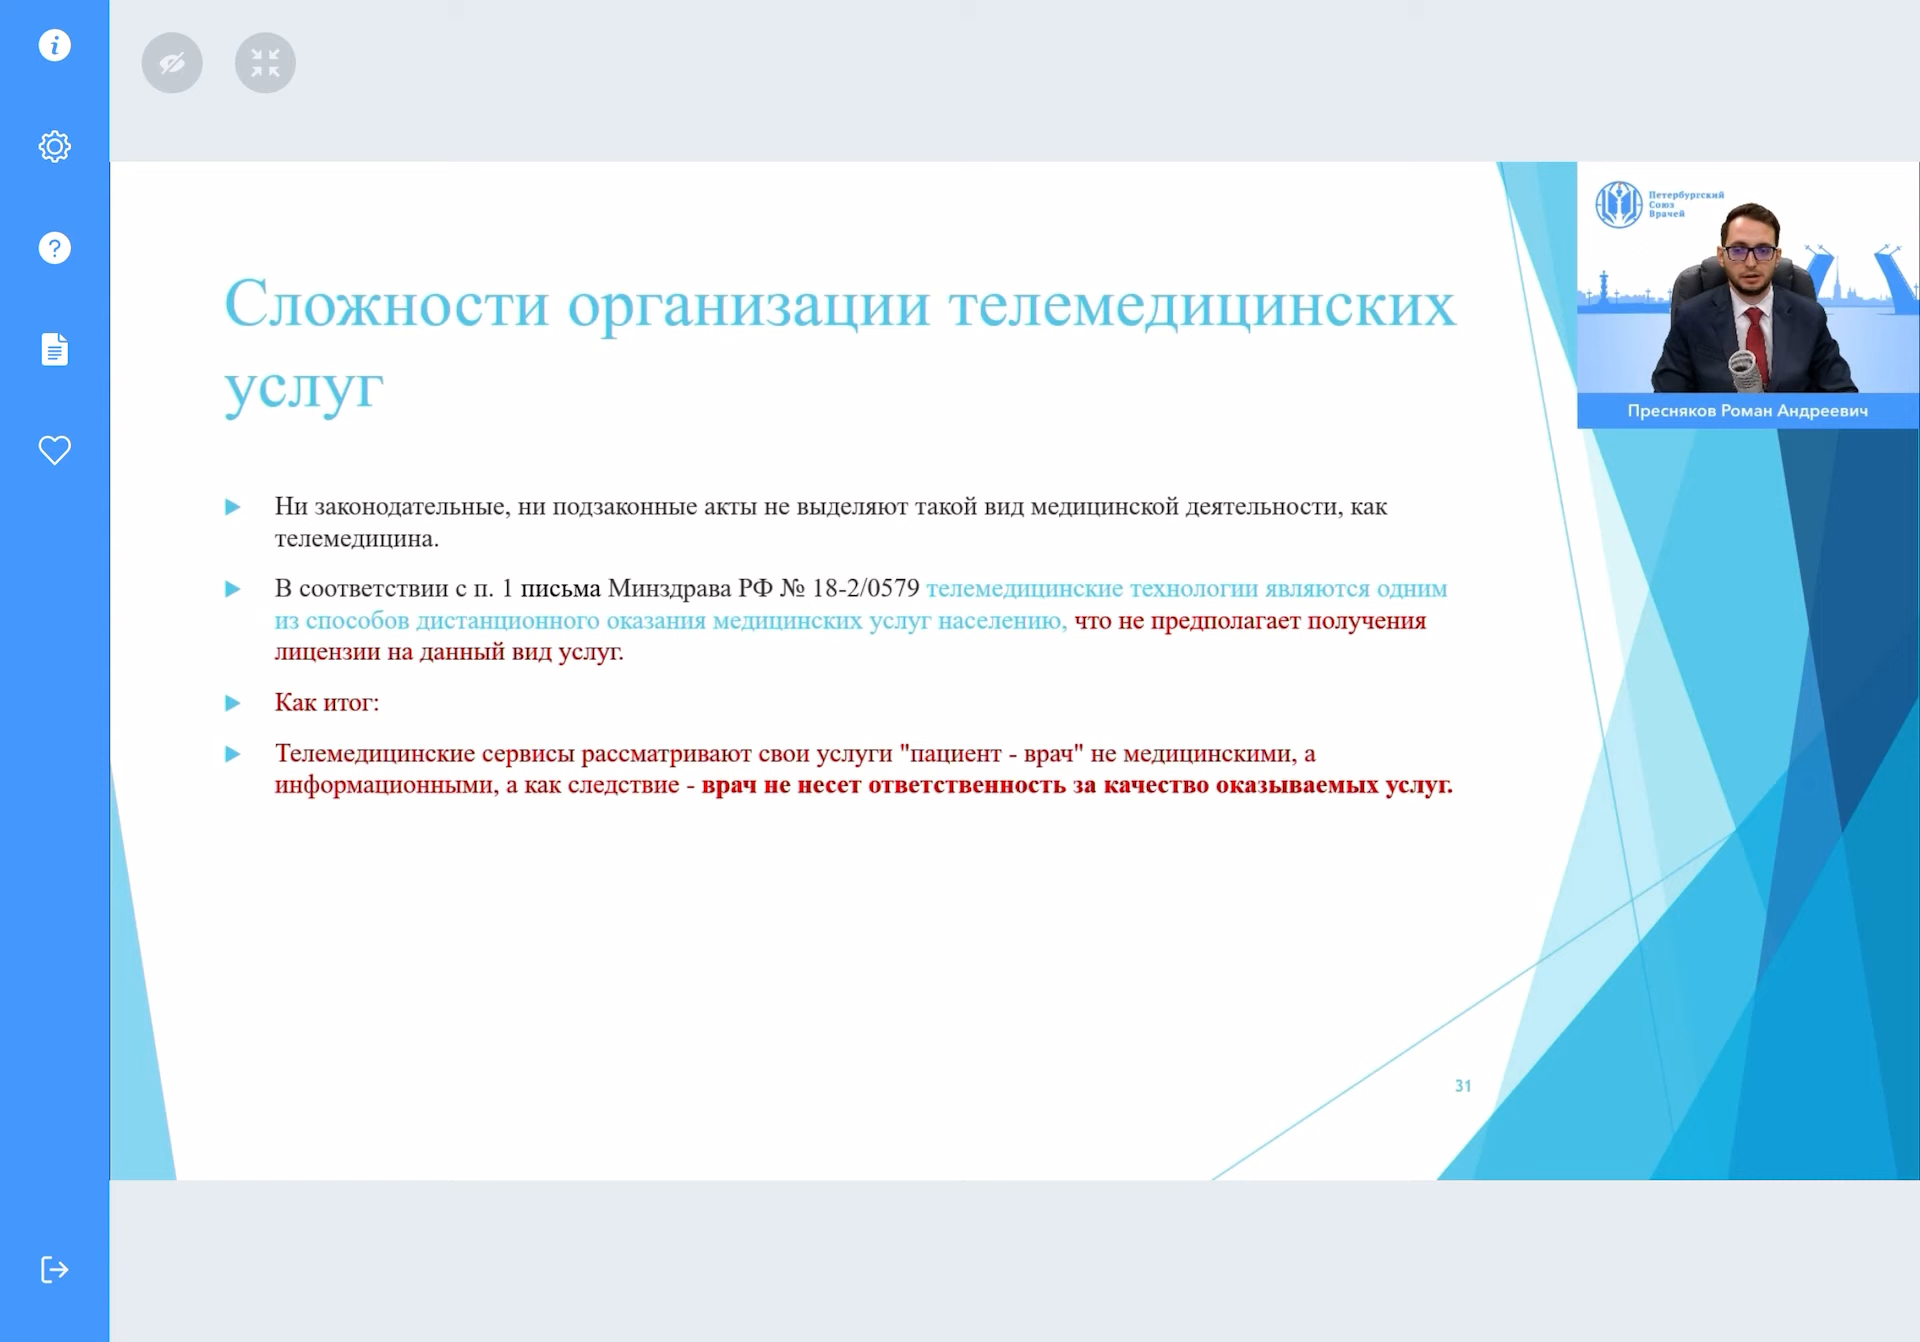 Сложности организации телемедицинских
услуг
Ни законодательные, ни подзаконные акты не выделяют такой вид медицинской деятельности, как
телемедицина.
В соответствии с п. 1 письма Минздрава РФ № 18-2/0579 телемедицинские технологии являются одним
из способов дистанционного оказания медицинских услуг населению, что не предполагает получения
лицензии на данный вид услуг.
Как итог:
Телемедицинские сервисы рассматривают свои услуги "пациент - врач" не медицинскими, а
информационными, а как следствие - врач не несет ответственность за качество оказываемых услуг.
31
Петербургский
Союз
Врачей
Пресняков Роман Андреевич